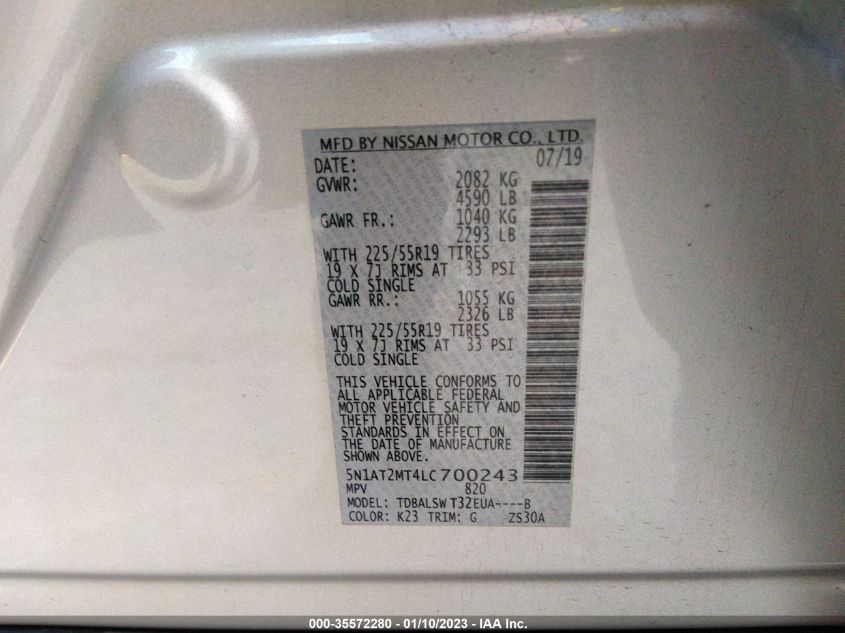 MFD BY NISSAN MOTOR CO., LTD.
DATE: 07/19
GVWR: 2082 KG
4590 LB
GAWR FR.: 1040 KG
2293 LB
WITH 225/55R19 TIRES
19 X 7J RIMS AT 33 PSI
COLD SINGLE
GAWR RR.: 1055 KG
2326 LB
WITH 225/55R19 TIRES
19 X 7J RIMS AT 33 PSI
COLD SINGLE
THIS VEHICLE CONFORMS TO
ALL APPLICABLE FEDERAL
MOTOR VEHICLE SAFETY AND
THEFT PREVENTION
STANDARDS IN EFFECT ON
THE DATE OF MANUFACTURE
SHOWN ABOVE.
5N1AT2MT4LC700243
MPV 820
MODEL: TDBALSW T32EUA----B
COLOR: K23 TRIM: G ZS30A
000-35572280 - 01/10/2023 - IAA Inc.